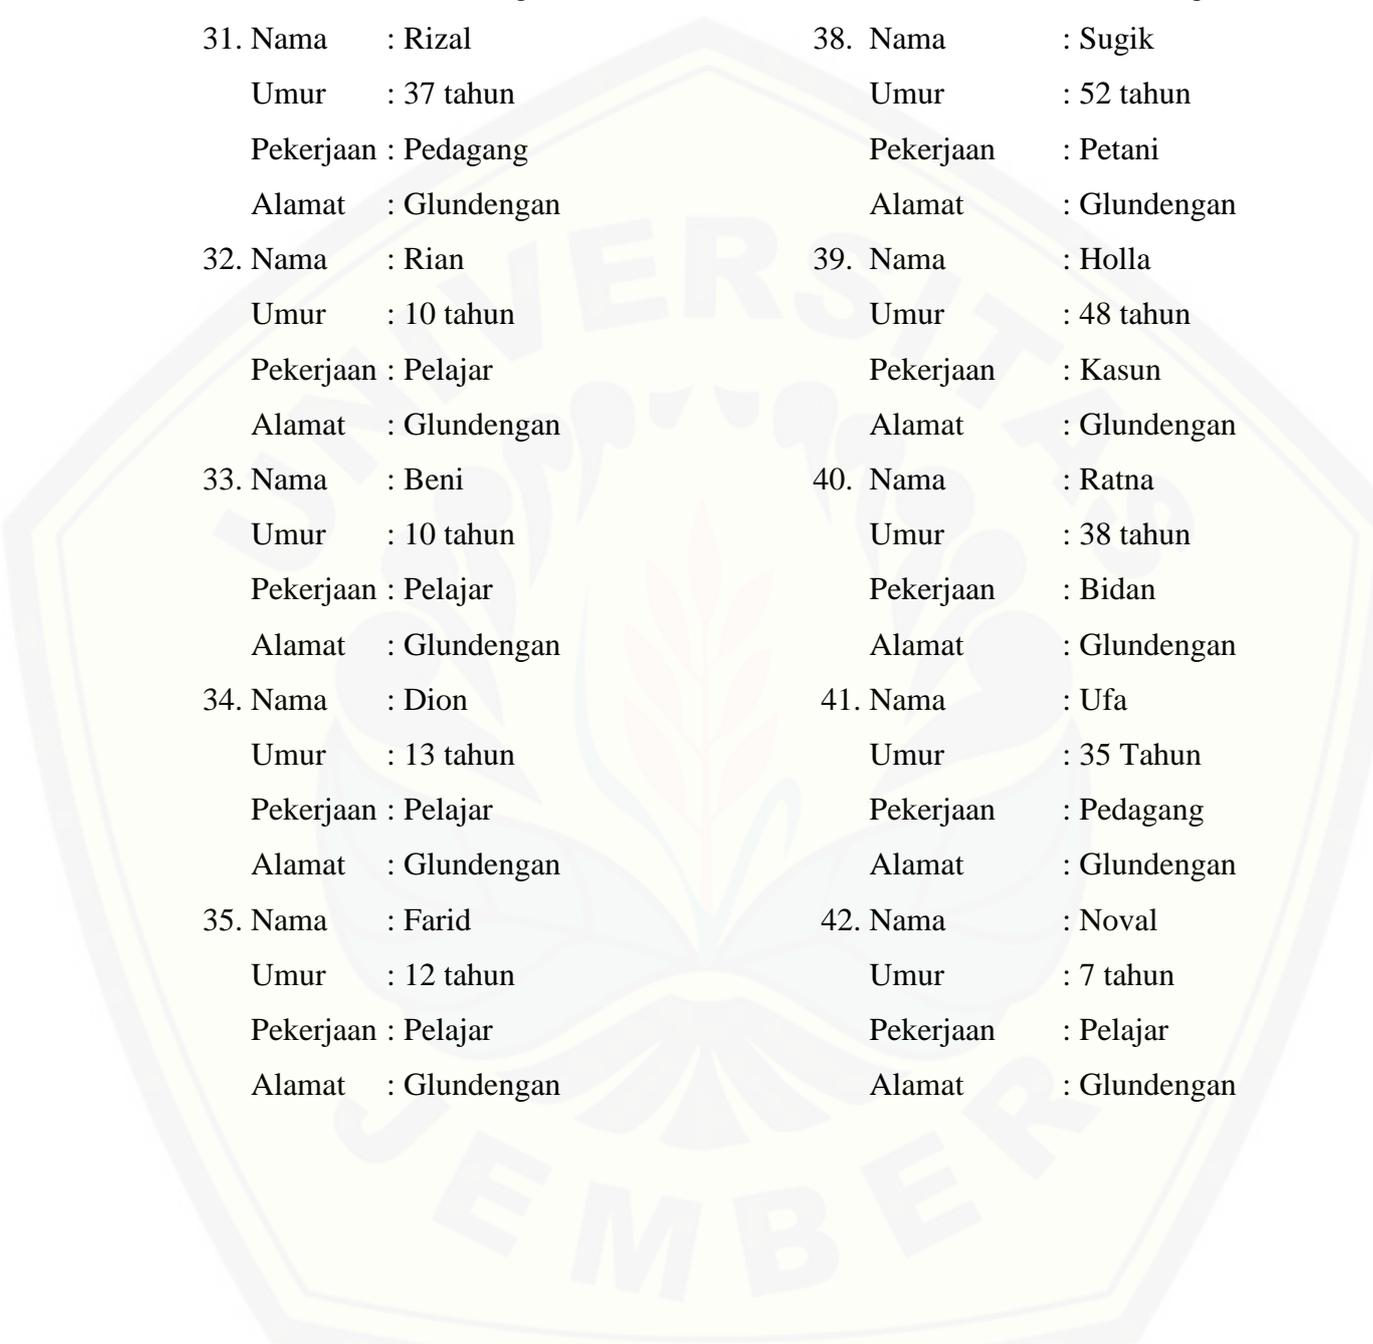 31. Nama : Rizal
Umur : 37 tahun
Pekerjaan : Pedagang
Alamat : Glundengan
32. Nama : Rian
Umur : 10 tahun
Pekerjaan : Pelajar
Alamat : Glundengan
33. Nama : Beni
Umur : 10 tahun
Pekerjaan : Pelajar
Alamat : Glundengan
34. Nama : Dion
Umur : 13 tahun
Pekerjaan : Pelajar
Alamat : Glundengan
35. Nama : Farid
Umur : 12 tahun
Pekerjaan : Pelajar
Alamat : Glundengan
38. Nama : Sugik
Umur : 52 tahun
Pekerjaan : Petani
Alamat : Glundengan
39. Nama : Holla
Umur : 48 tahun
Pekerjaan : Kasun
Alamat : Glundengan
40. Nama : Ratna
Umur : 38 tahun
Pekerjaan : Bidan
Alamat : Glundengan
41. Nama : Ufa
Umur : 35 Tahun
Pekerjaan : Pedagang
Alamat : Glundengan
42. Nama : Noval
Umur : 7 tahun
Pekerjaan : Pelajar
Alamat : Glundengan
UNIVERSITAS
JEMBER